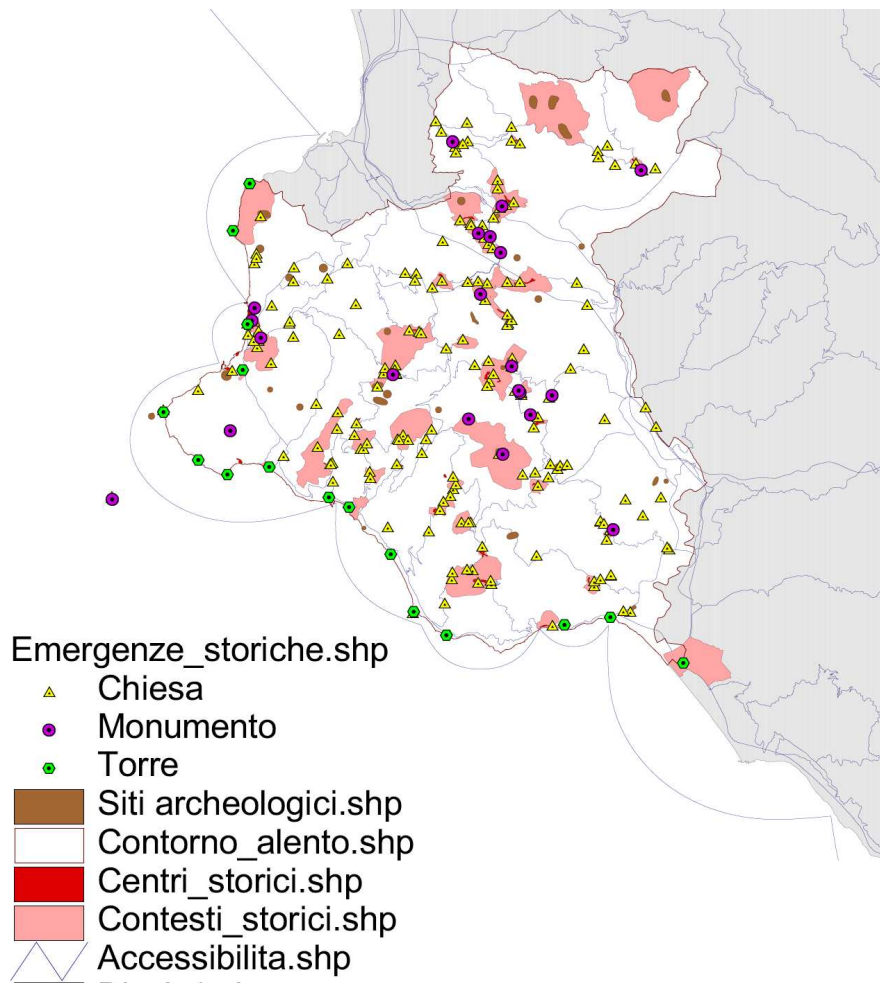 Emergenze_storiche.shp
Chiesa
Monumento
Torre
Siti archeologici.shp
Contorno_alento.shp
Centri_storici.shp
Contesti_storici.shp
Accessibilita.shp